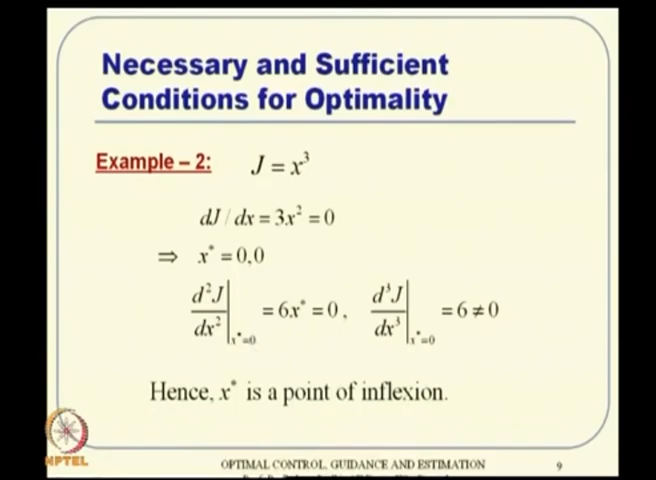 Necessary and Sufficient
Conditions for Optimality
Example – 2: J = x³
dJ / dx = 3x² = 0
⇒ x* = 0,0
d²J/dx²|ₓ*₌₀ = 6x* = 0, d³J/dx³|ₓ*₌₀ = 6 ≠ 0
Hence, x* is a point of inflexion.
NPTEL
OPTIMAL CONTROL, GUIDANCE AND ESTIMATION 9